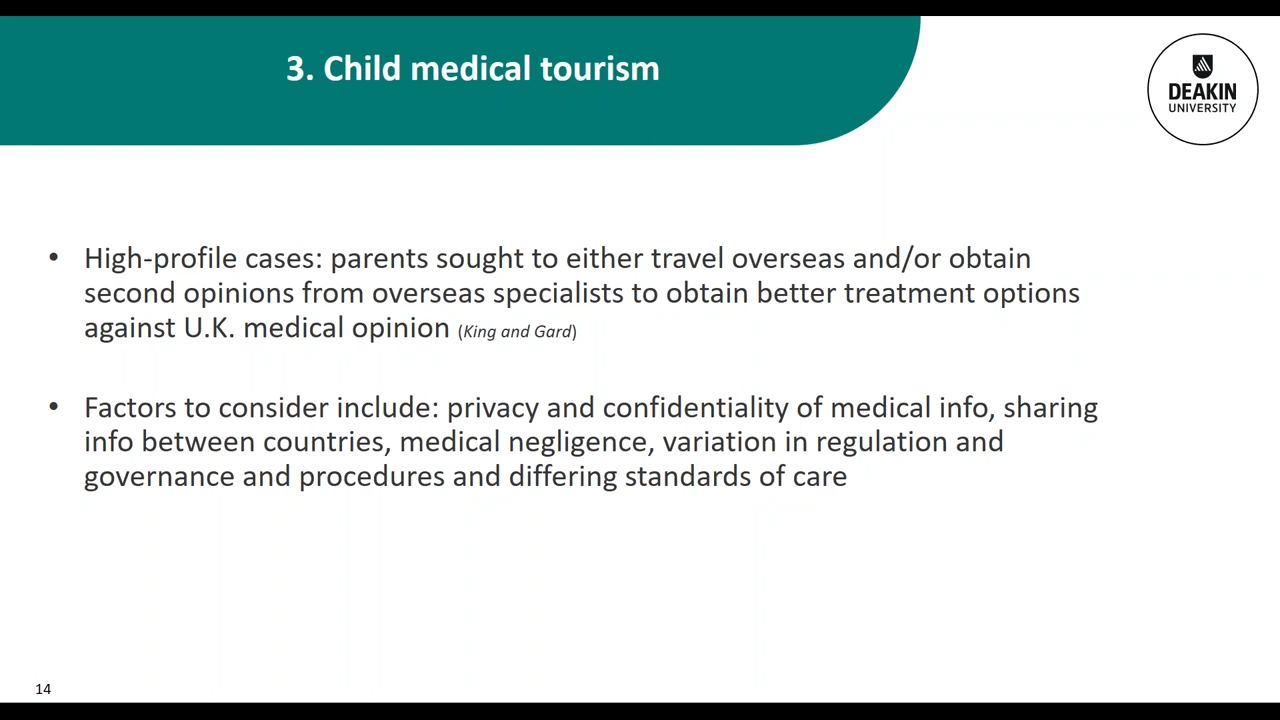 3. Child medical tourism
DEAKIN
UNIVERSITY
• High-profile cases: parents sought to either travel overseas and/or obtain
second opinions from overseas specialists to obtain better treatment options
against U.K. medical opinion (King and Gard)
• Factors to consider include: privacy and confidentiality of medical info, sharing
info between countries, medical negligence, variation in regulation and
governance and procedures and differing standards of care
14